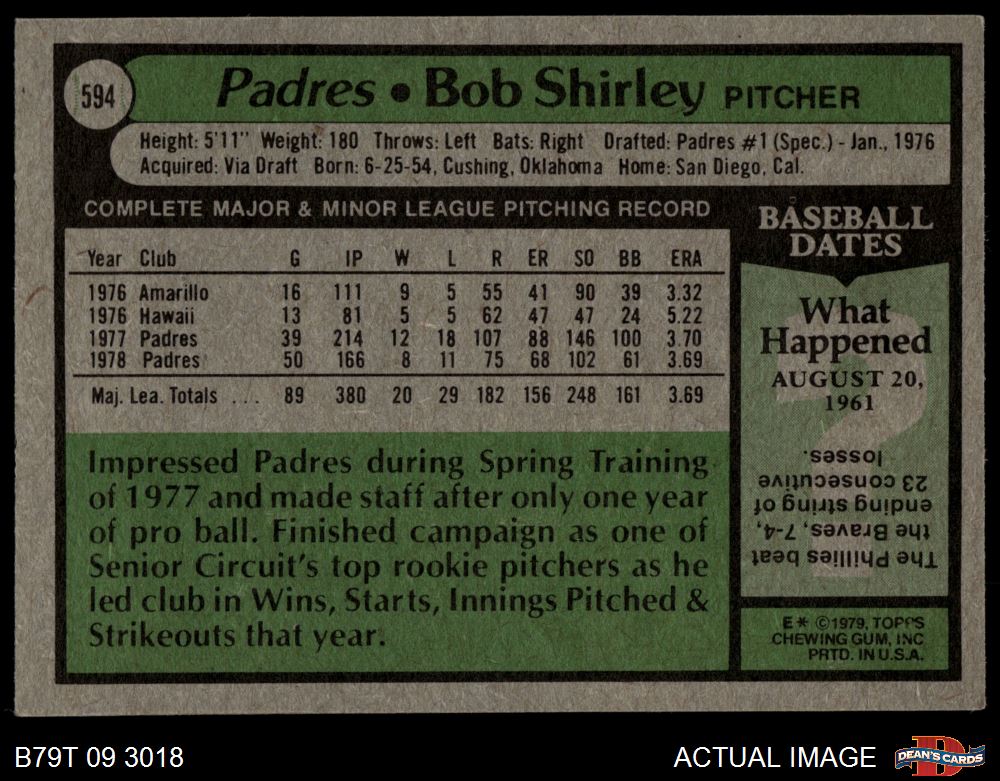 594
Padres • Bob Shirley PITCHER
Height: 5'11" Weight: 180 Throws: Left Bats: Right Drafted: Padres #1 (Spec.) - Jan., 1976
Acquired: Via Draft Born: 6-25-54, Cushing, Oklahoma Home: San Diego, Cal.
COMPLETE MAJOR & MINOR LEAGUE PITCHING RECORD
Year Club G IP W L R ER SO BB ERA
1976 Amarillo 16 111 9 5 55 41 90 39 3.32
1976 Hawaii 13 81 5 5 62 47 47 24 5.22
1977 Padres 39 214 12 18 107 88 146 100 3.70
1978 Padres 50 166 8 11 75 68 102 61 3.69
Maj. Lea. Totals ... 89 380 20 29 182 156 248 161 3.69
Impressed Padres during Spring Training
of 1977 and made staff after only one year
of pro ball. Finished campaign as one of
Senior Circuit's top rookie pitchers as he
led club in Wins, Starts, Innings Pitched &
Strikeouts that year.
BASEBALL
DATES
What
Happened
AUGUST 20,
1961
The Phillies beat
the Braves, 7-4,
ending string of
23 consecutive
losses.
E* ©1979, TOPPS
CHEWING GUM, INC
PRTD. IN U.S.A.
B79T 09 3018
ACTUAL IMAGE
D
DEAN'S CARDS